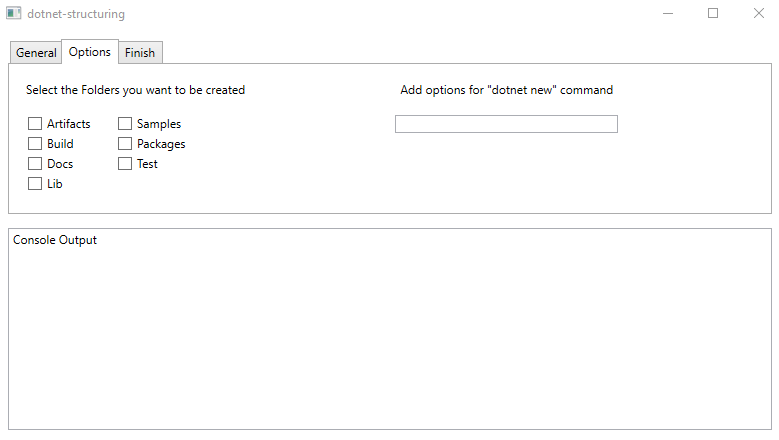 dotnet-structuring
General Options Finish
Select the Folders you want to be created
Add options for "dotnet new" command
Artifacts Samples
Build Packages
Docs Test
Lib
Console Output